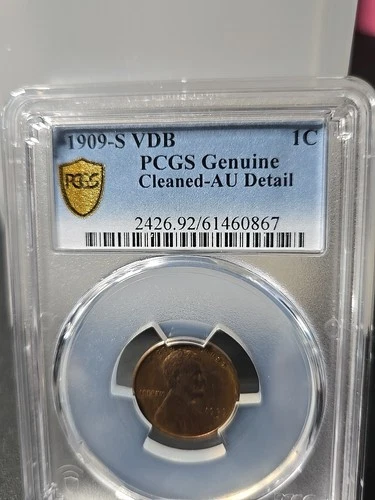 1909-S VDB 1C
PCGS Genuine
Cleaned-AU Detail
PCGS
2426.92/61460867